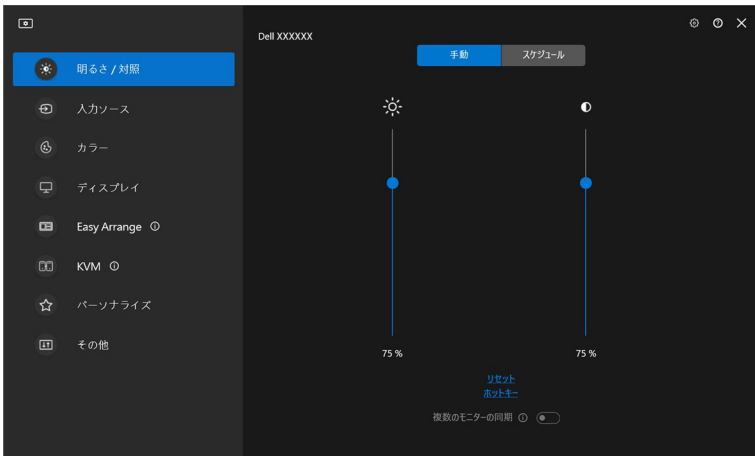 Dell XXXXXX
手動
スケジュール
明るさ / 対照
入力ソース
カラー
ディスプレイ
Easy Arrange
KVM
パーソナライズ
その他
75 %
75 %
リセット
ホットキー
複数のモニターの同期